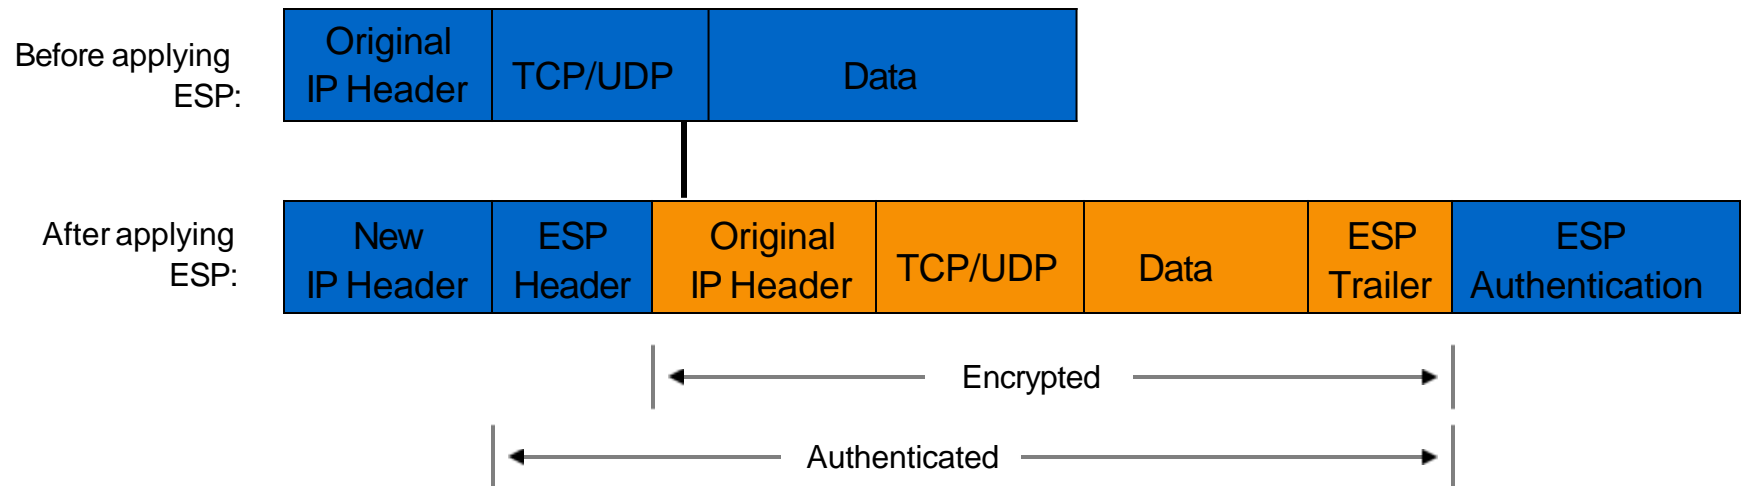 Before applying
ESP:
Original
IP Header
TCP/UDP
Data
After applying
ESP:
New
IP Header
ESP
Header
Original
IP Header
TCP/UDP
Data
ESP
Trailer
ESP
Authentication
Encrypted
Authenticated